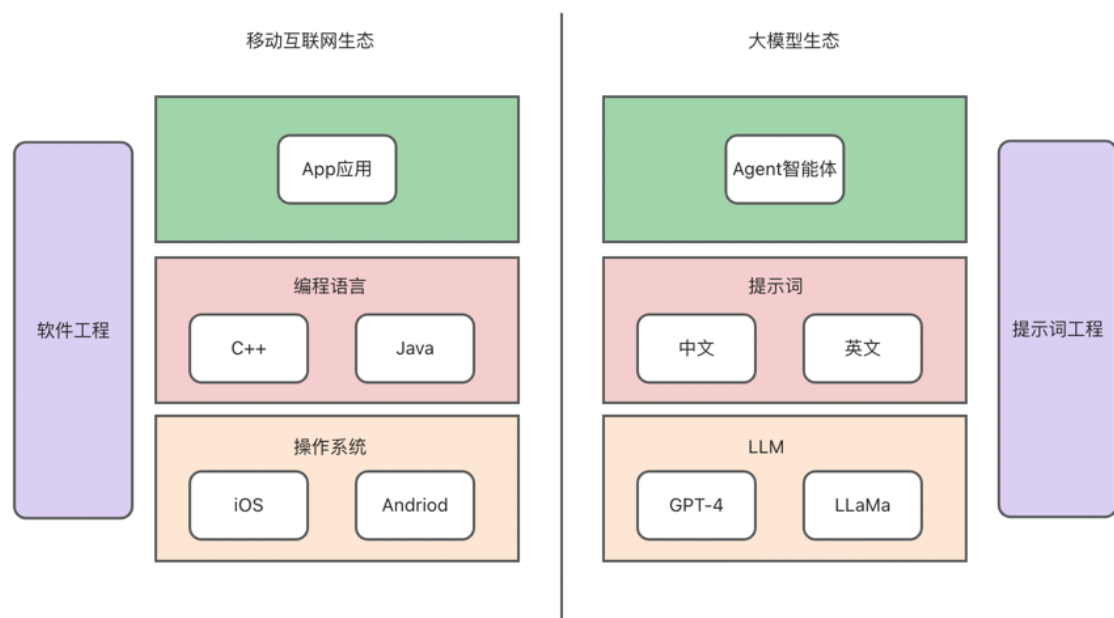 移动互联网生态
大模型生态
App应用
Agent智能体
软件工程
编程语言
C++
Java
提示词
中文
英文
提示词工程
操作系统
iOS
Andriod
LLM
GPT-4
LLaMa